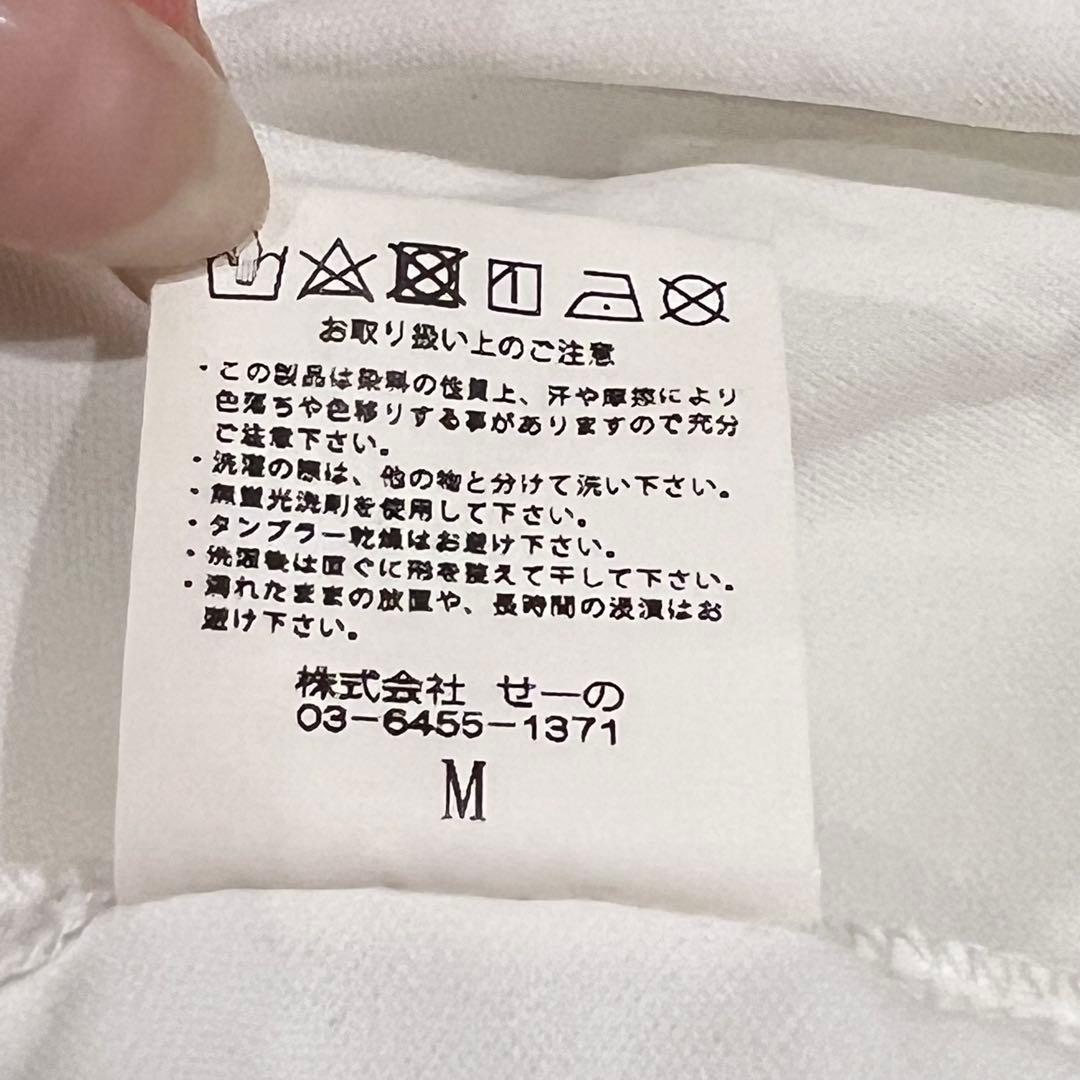 お取り扱い上のご注意
・この製品は染料の性質上、汗や摩擦により
色落ちや色移りする事がありますので充分
ご注意下さい。
・洗濯の際は、他の物と分けて洗い下さい。
・無蛍光洗剤を使用して下さい。
・タンブラー乾燥はお避け下さい。
・洗濯後は直ぐに形を整えて干して下さい。
・濡れたままの放置や、長時間の浸漬はお
避け下さい。
株式会社 せーの
03-6455-1371
M